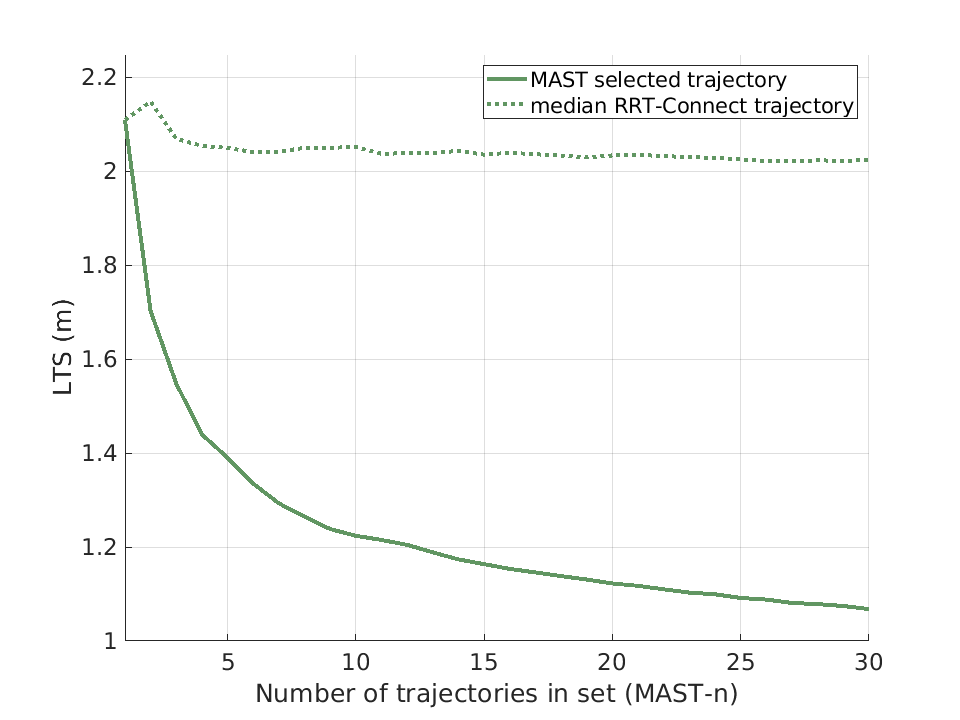 MAST selected trajectory
median RRT-Connect trajectory
2.2
2
1.8
1.6
1.4
1.2
1
LTS (m)
5 10 15 20 25 30
Number of trajectories in set (MAST-n)